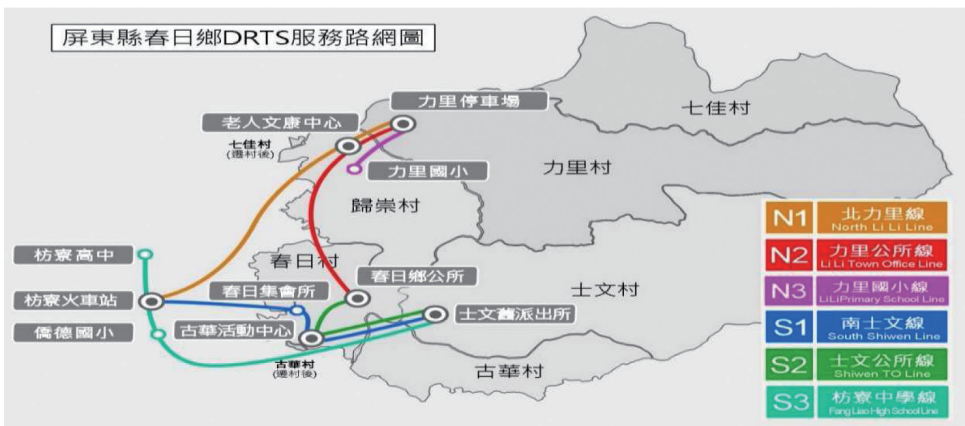 屏東縣春日鄉DRTS服務路網圖
力里停車場
七佳村
老人文康中心
七佳村
(遷村後)
力里國小
力里村
歸崇村
枋寮高中
春日村
春日鄉公所
春日集會所
士文村
枋寮火車站
士文舊派出所
僑德國小
古華活動中心
古華村
(遷村後)
古華村
N1 北力里線
North Li Li Line
N2 力里公所線
Li Li Town Office Line
N3 力里國小線
LiLiPrimary School Line
S1 南士文線
South Shiwen Line
S2 士文公所線
Shiwen TO Line
S3 枋寮中學線
Fang Liao High School Line